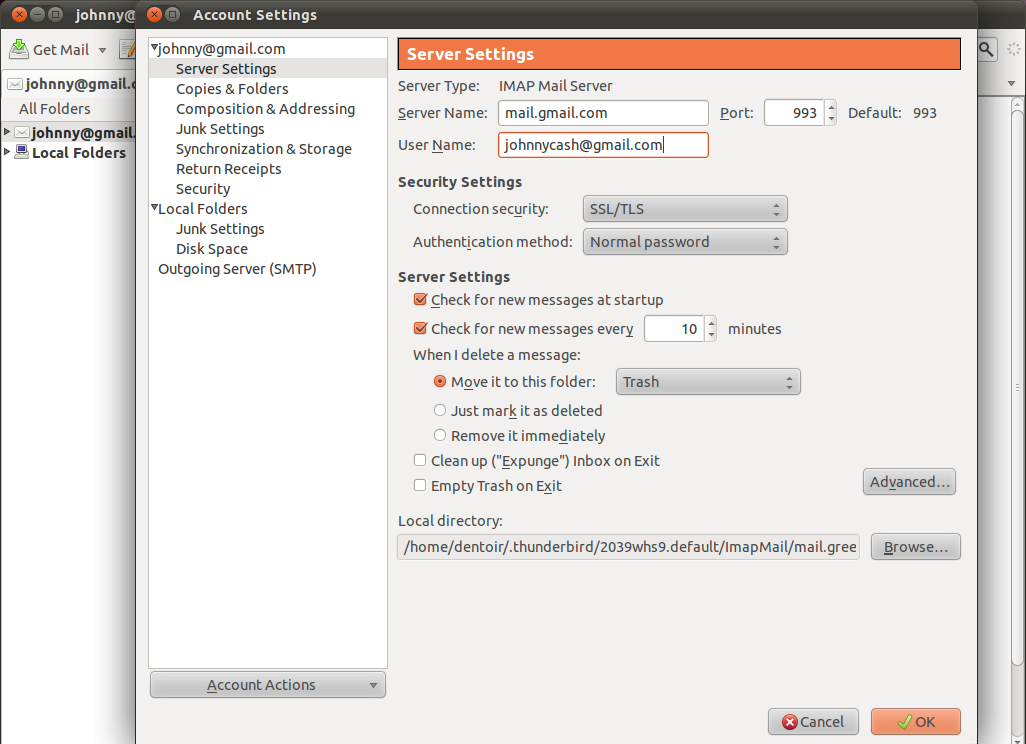 johnny@
Account Settings
Get Mail
johnny@gmail.c
All Folders
johnny@gmail.
Local Folders
johnny@gmail.com
Server Settings
Copies & Folders
Composition & Addressing
Junk Settings
Synchronization & Storage
Return Receipts
Security
Local Folders
Junk Settings
Disk Space
Outgoing Server (SMTP)
Account Actions
Server Settings
Server Type: IMAP Mail Server
Server Name: mail.gmail.com Port: 993 Default: 993
User Name: johnnycash@gmail.com
Security Settings
Connection security: SSL/TLS
Authentication method: Normal password
Server Settings
Check for new messages at startup
Check for new messages every 10 minutes
When I delete a message:
Move it to this folder: Trash
Just mark it as deleted
Remove it immediately
Clean up ("Expunge") Inbox on Exit
Empty Trash on Exit
Advanced...
Local directory:
/home/dentoir/.thunderbird/2039whs9.default/ImapMail/mail.gree Browse...
Cancel OK